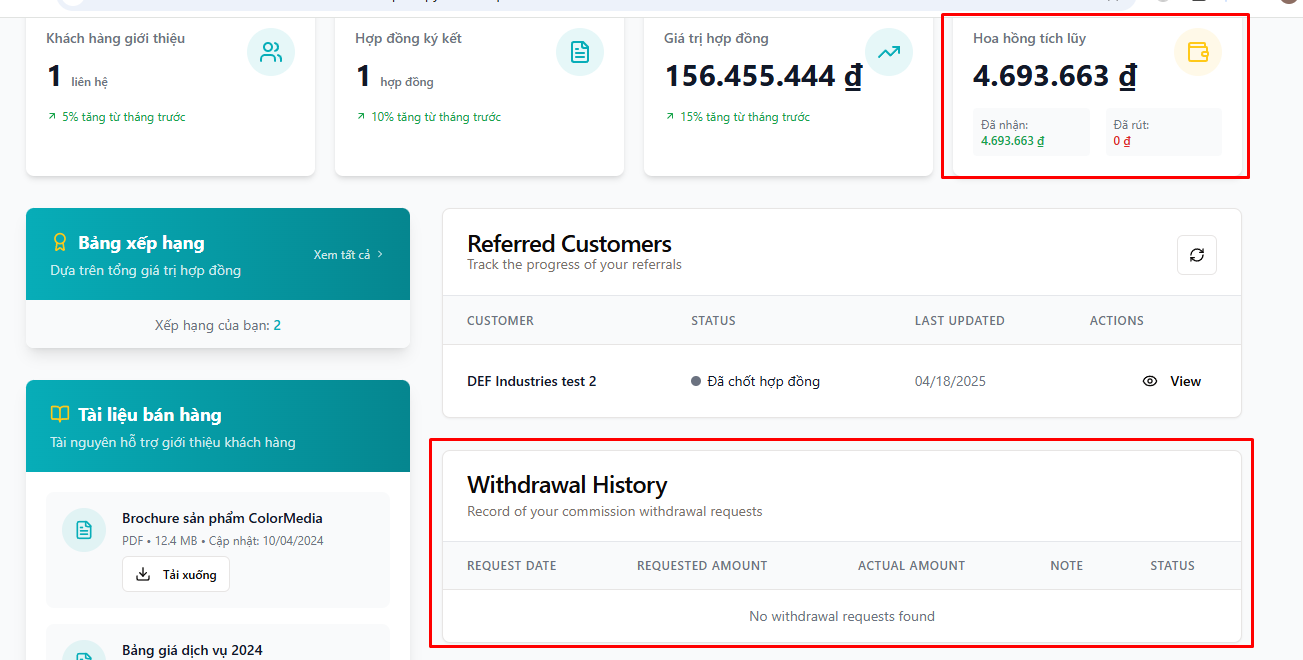 Khách hàng giới thiệu
1 liên hệ
5% tăng từ tháng trước
Hợp đồng ký kết
1 hợp đồng
10% tăng từ tháng trước
Giá trị hợp đồng
156.455.444 ₫
15% tăng từ tháng trước
Hoa hồng tích lũy
4.693.663 ₫
Đã nhận:
4.693.663 ₫
Đã rút:
0 ₫
Bảng xếp hạng
Dựa trên tổng giá trị hợp đồng
Xem tất cả
Xếp hạng của bạn: 2
Tài liệu bán hàng
Tài nguyên hỗ trợ giới thiệu khách hàng
Brochure sản phẩm ColorMedia
PDF • 12.4 MB • Cập nhật: 10/04/2024
Tải xuống
Bảng giá dịch vụ 2024
Referred Customers
Track the progress of your referrals
CUSTOMER STATUS LAST UPDATED ACTIONS
DEF Industries test 2 Đã chốt hợp đồng 04/18/2025 View
Withdrawal History
Record of your commission withdrawal requests
REQUEST DATE REQUESTED AMOUNT ACTUAL AMOUNT NOTE STATUS
No withdrawal requests found